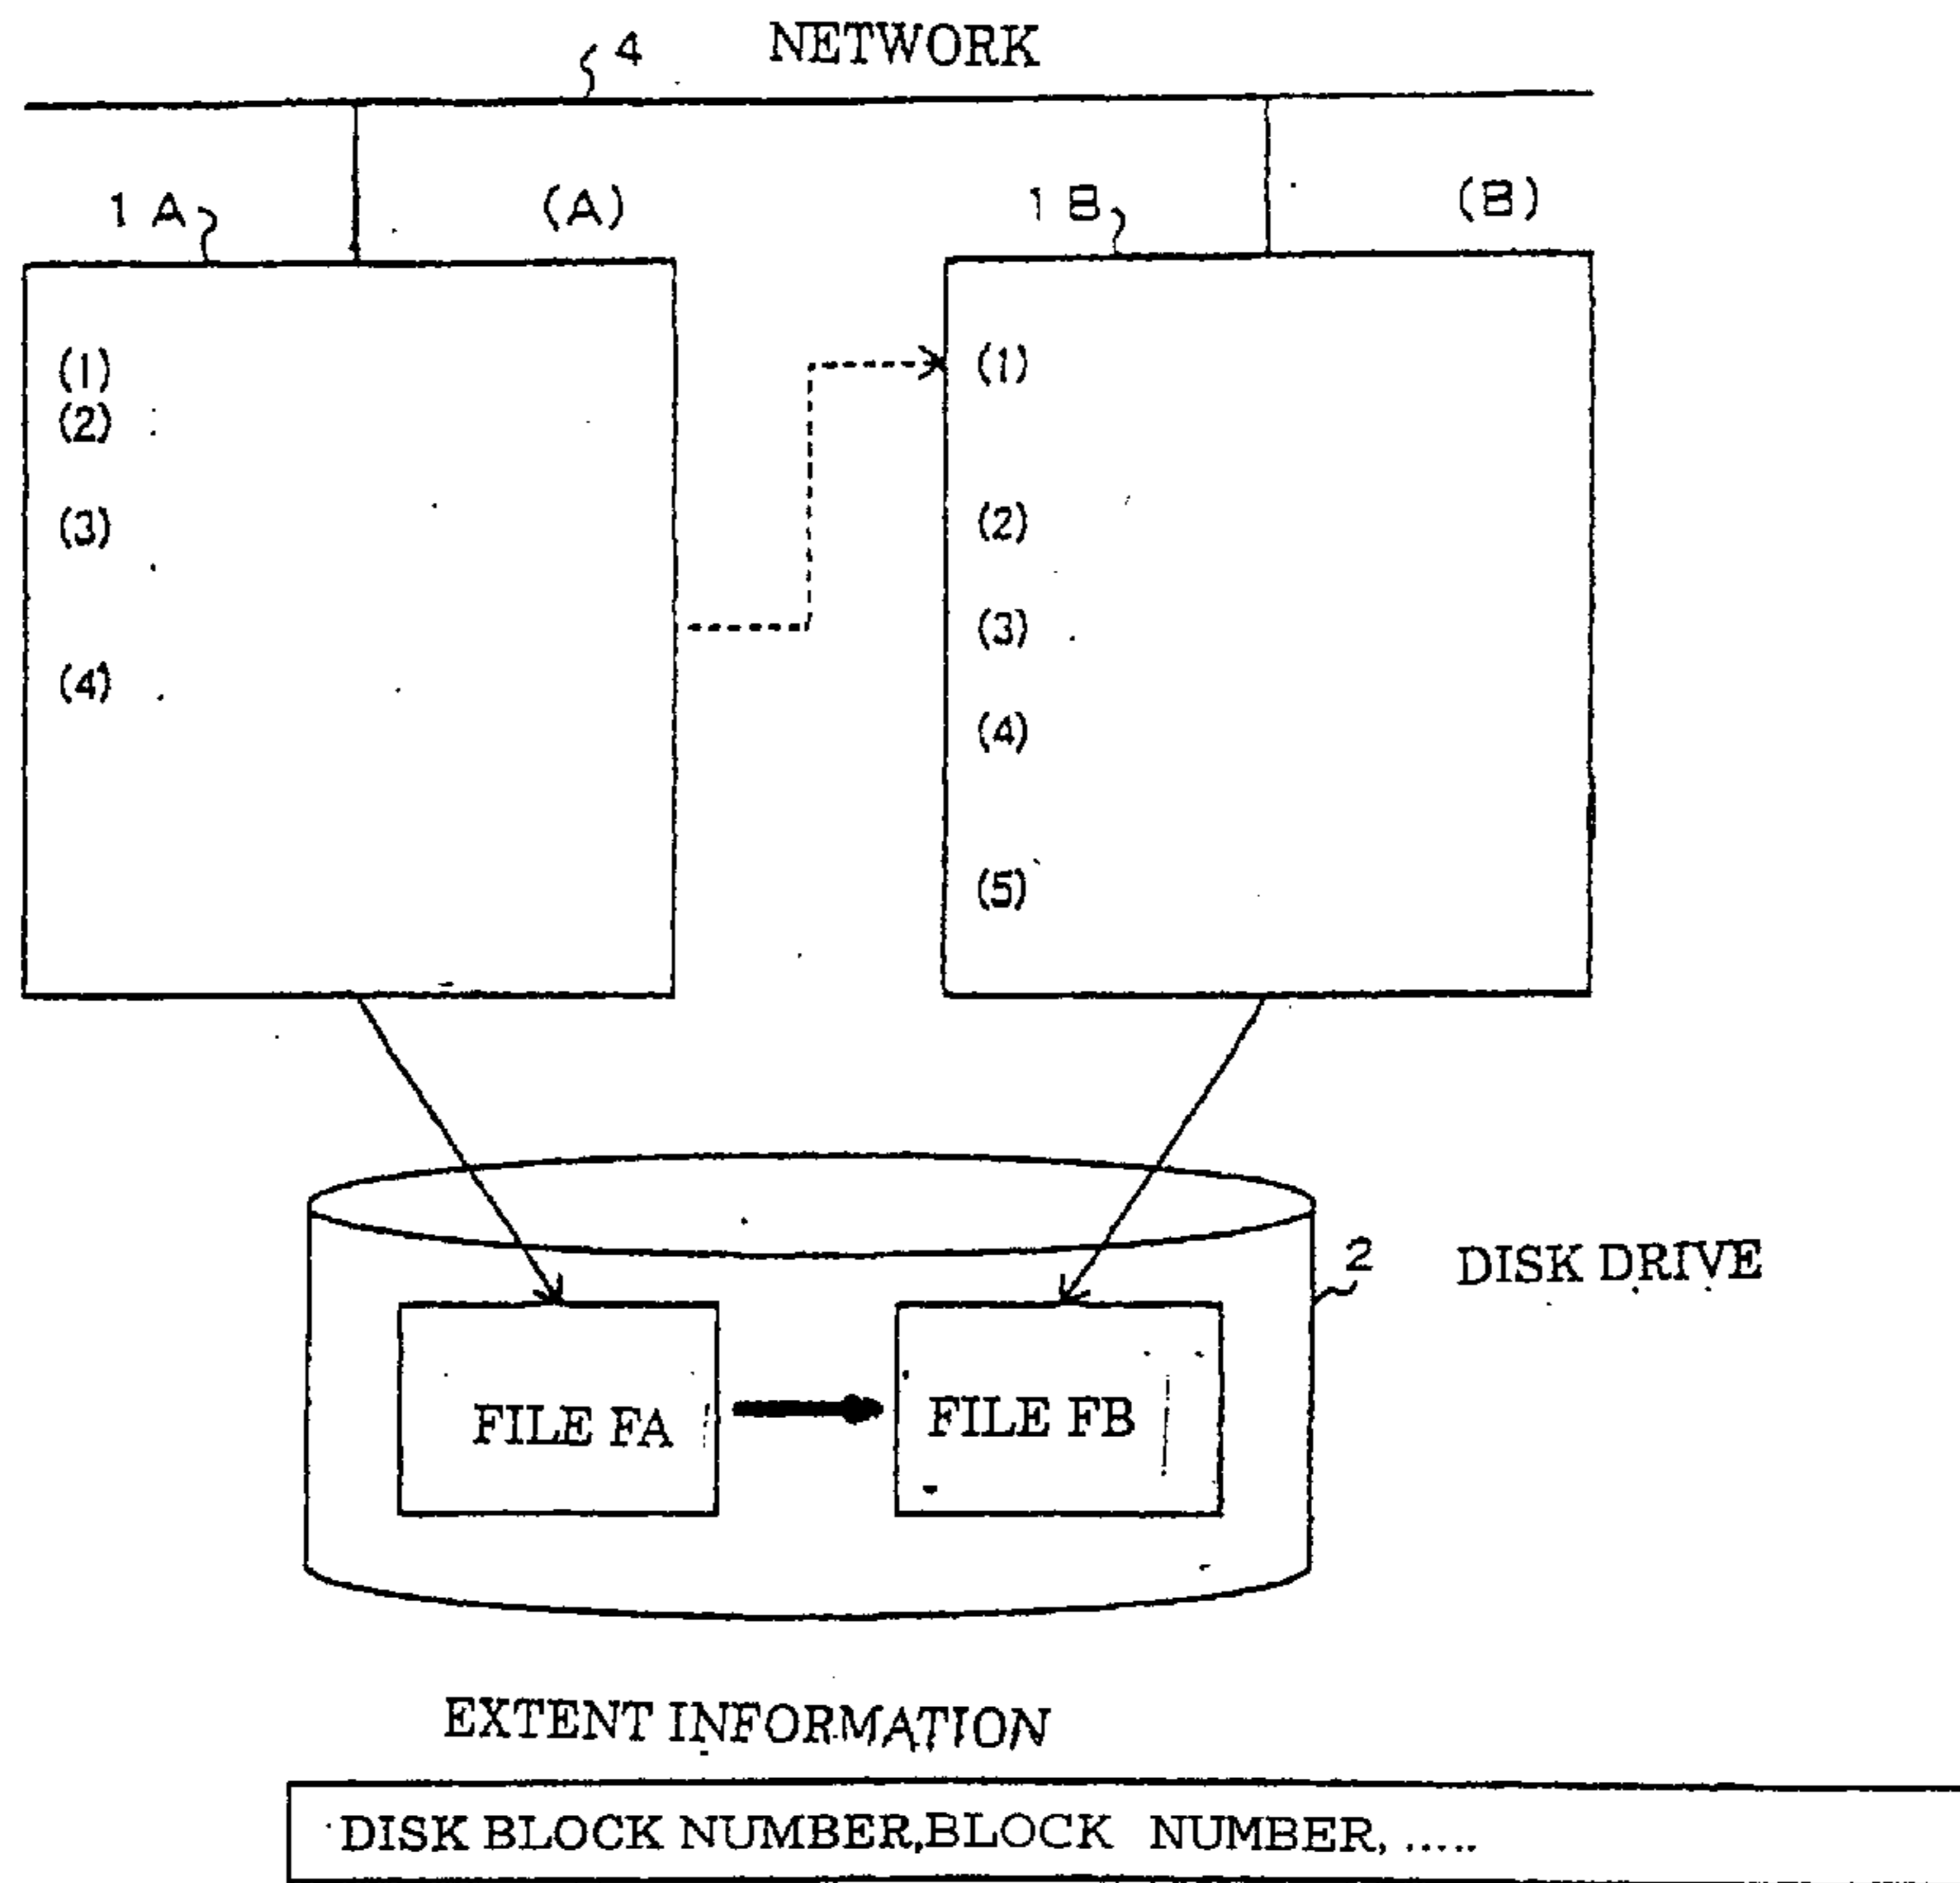 4 NETWORK
1A (A) 1B (B)
(1) (1)
(2)
(3) (2)
(3)
(4) (4)
(5)
2 DISK DRIVE
FILE FA FILE FB
EXTENT INFORMATION
DISK BLOCK NUMBER,BLOCK NUMBER, .....